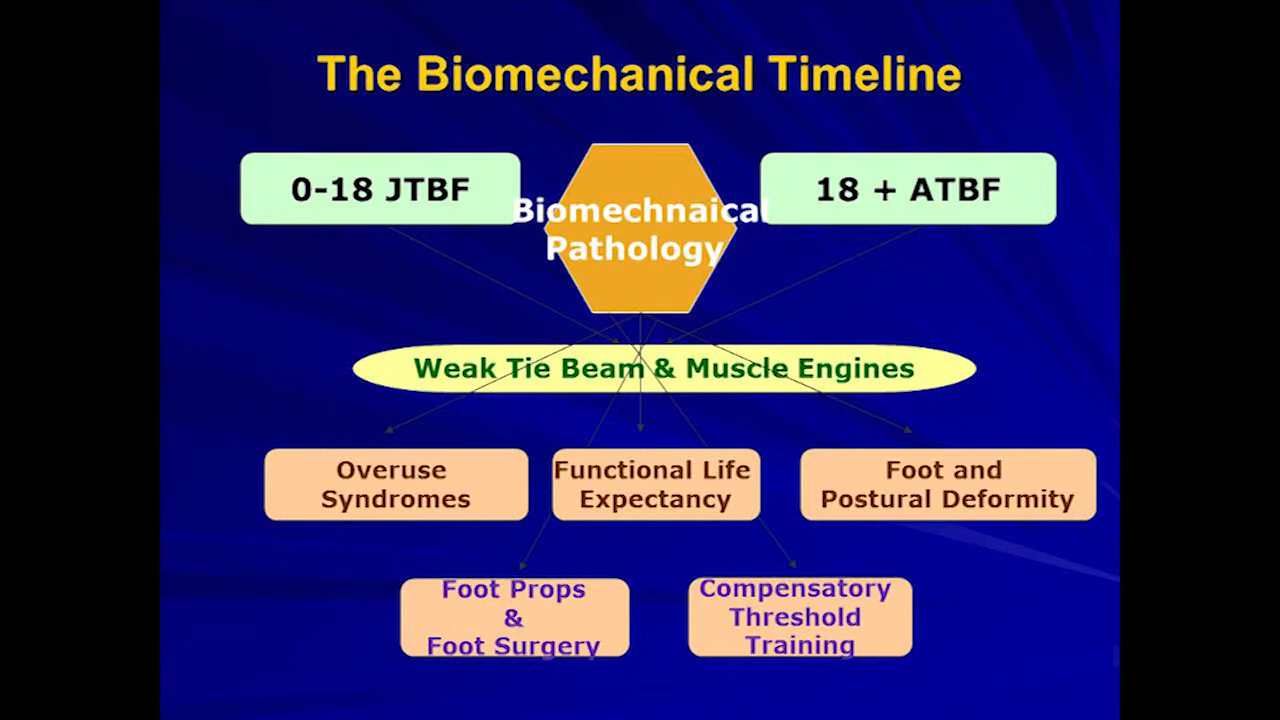 The Biomechanical Timeline
0-18 JTBF
Biomechnaical
Pathology
18 + ATBF
Weak Tie Beam & Muscle Engines
Overuse
Syndromes
Functional Life
Expectancy
Foot and
Postural Deformity
Foot Props
&
Foot Surgery
Compensatory
Threshold
Training